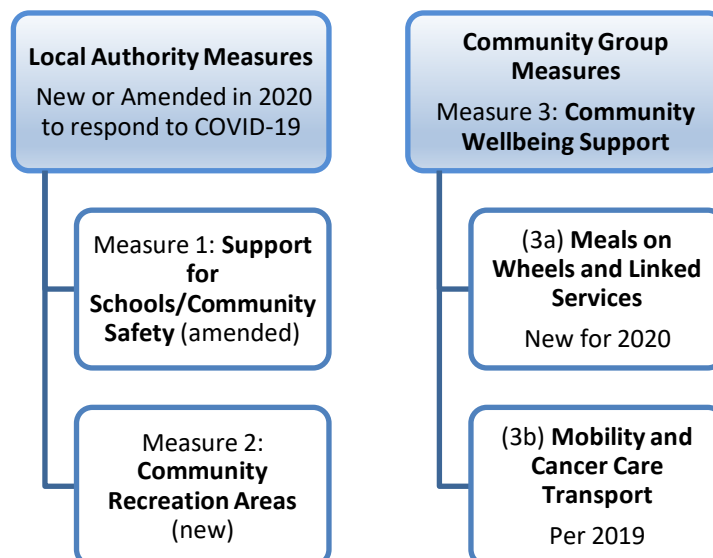 Local Authority Measures
New or Amended in 2020
to respond to COVID-19
Measure 1: Support
for
Schools/Community
Safety (amended)
Measure 2:
Community
Recreation Areas
(new)
Community Group
Measures
Measure 3: Community
Wellbeing Support
(3a) Meals on
Wheels and Linked
Services
New for 2020
(3b) Mobility and
Cancer Care
Transport
Per 2019